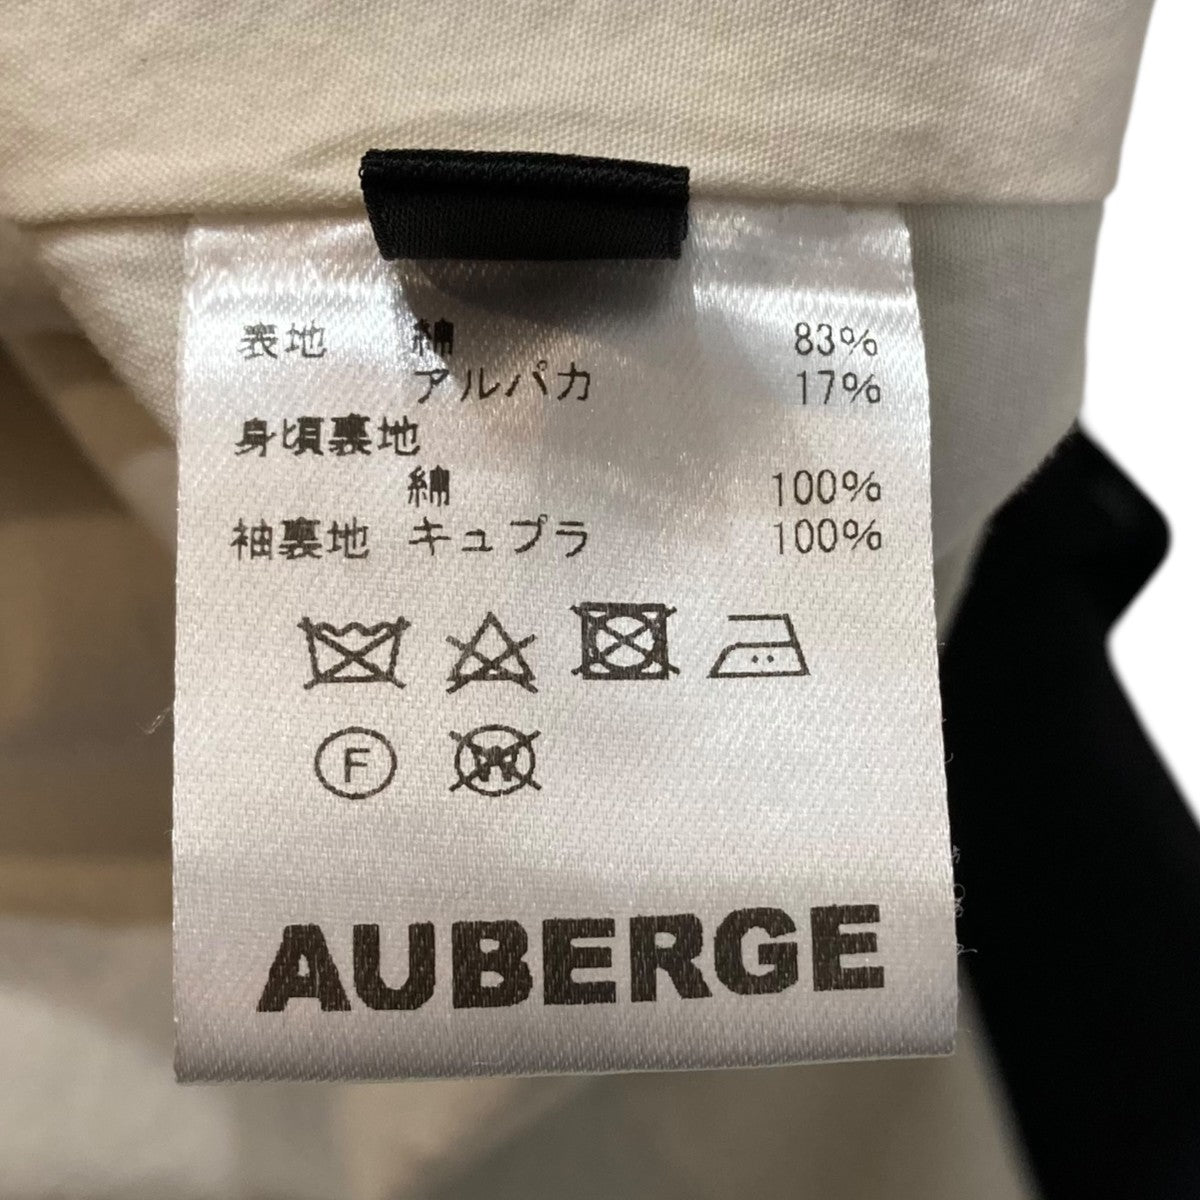 表地 綿 83%
アルパカ 17%
身頃裏地
綿 100%
袖裏地 キュプラ 100%
F W
AUBERGE